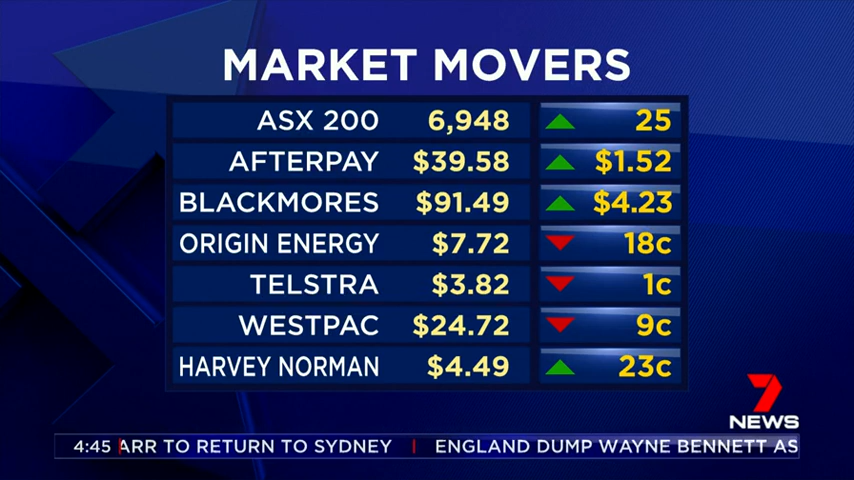 MARKET MOVERS
ASX 200 6,948 25
AFTERPAY $39.58 $1.52
BLACKMORES $91.49 $4.23
ORIGIN ENERGY $7.72 18c
TELSTRA $3.82 1c
WESTPAC $24.72 9c
HARVEY NORMAN $4.49 23c
7
NEWS
4:45 ARR TO RETURN TO SYDNEY | ENGLAND DUMP WAYNE BENNETT AS